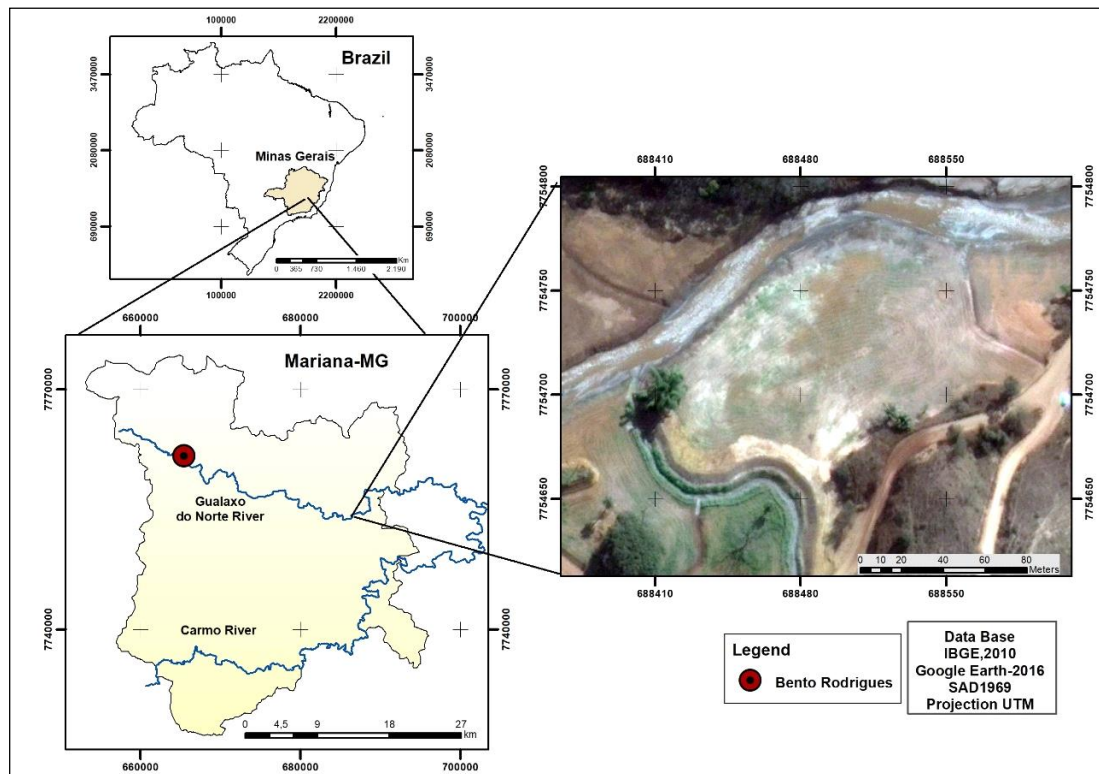 100000 2200000
Brazil
3470000
3470000
2080000
2080000
690000
690000
Minas Gerais
Km
0 365 730 1.460 2.190
100000 2200000
660000 680000 700000
Mariana-MG
7770000
7770000
7740000
7740000
Gualaxo
do Norte River
Carmo River
0 4,5 9 18 27
km
660000 680000 700000
688410 688480 688550
7754800
7754800
7754750
7754750
7754700
7754700
7754650
7754650
0 10 20 40 60 80
Meters
688410 688480 688550
Legend
Bento Rodrigues
Data Base
IBGE,2010
Google Earth-2016
SAD1969
Projection UTM